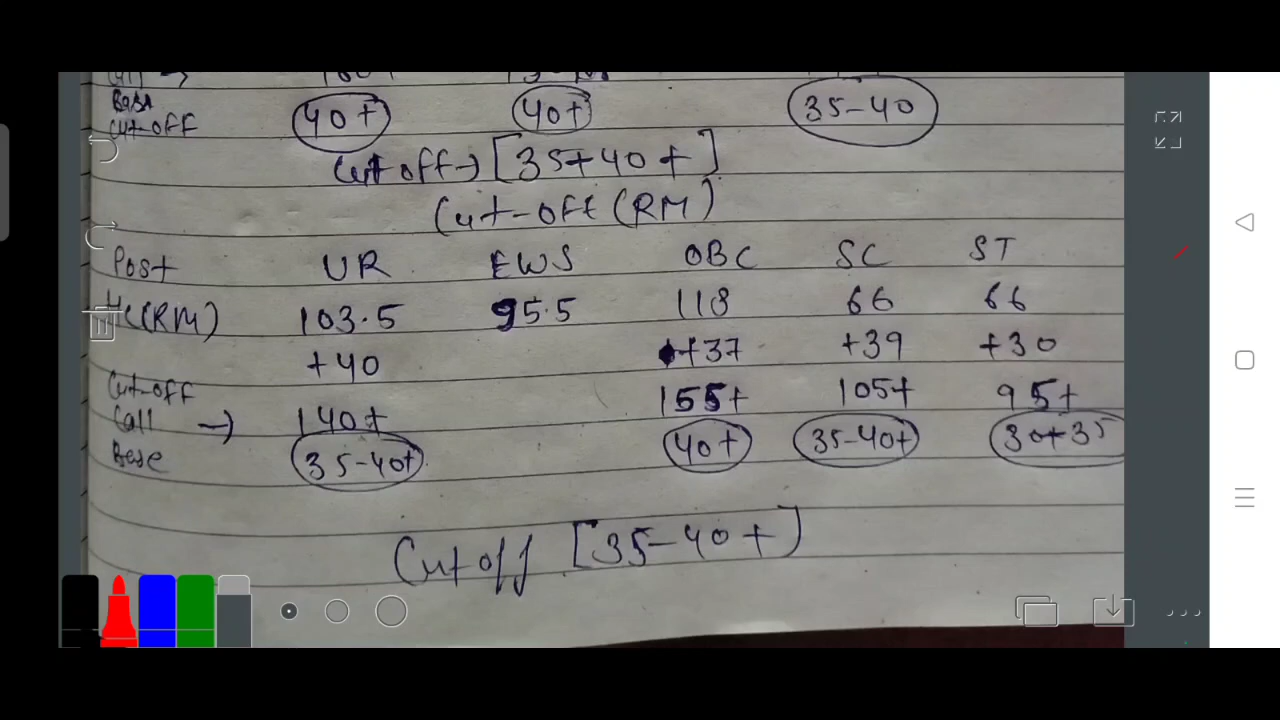 Base 40+ 40+ 35-40
Cut-off
Cut off → [35+40+]
Cut-off (RM)
Post UR EWS OBC SC ST
HC(RM) 103.5 95.5 118 66 66
+40 +37 +39 +30
Cut-off 155+ 105+ 95+
Call → 140+
Base 35-40+ 40+ 35-40+ 30+35
Cut off [35-40+]